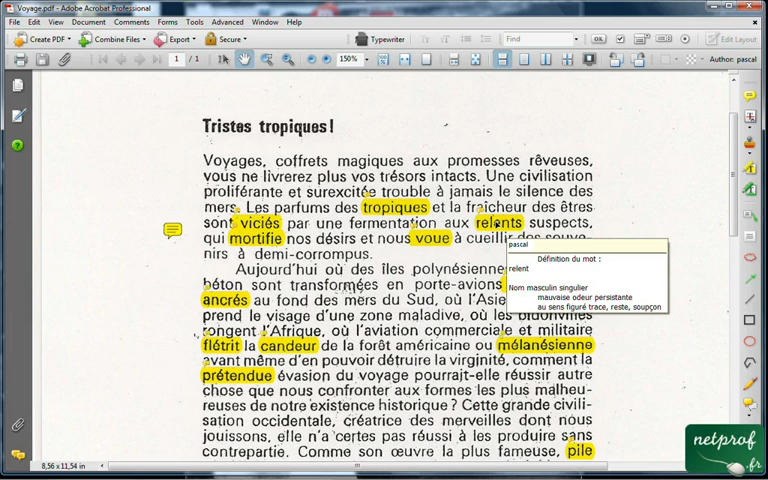 Voyage.pdf - Adobe Acrobat Professional
File Edit View Document Comments Forms Tools Advanced Window Help
Create PDF Combine Files Export Secure Typewriter Find OK Edit Layout
1 / 1 150% Author: pascal
Tristes tropiques!
Voyages, coffrets magiques aux promesses rêveuses,
vous ne livrerez plus vos trésors intacts. Une civilisation
proliférante et surexcitée trouble à jamais le silence des
mers. Les parfums des tropiques et la fraîcheur des êtres
sont viciés par une fermentation aux relents suspects,
qui mortifie nos désirs et nous voue à cueillir des souve-
nirs à demi-corrompus.
pascal
Définition du mot :
relent
Nom masculin singulier
mauvaise odeur persistante
au sens figuré trace, reste, soupçon
Aujourd'hui où des îles polynésienne
béton sont transformées en porte-avions
ancrés au fond des mers du Sud, où l'Asie
prend le visage d'une zone maladive, où les bidonvilles
rongent l'Afrique, où l'aviation commerciale et militaire
flétrit la candeur de la forêt américaine ou mélanésienne
avant même d'en pouvoir détruire la virginité, comment la
prétendue évasion du voyage pourrait-elle réussir autre
chose que nous confronter aux formes les plus malheu-
reuses de notre existence historique ? Cette grande civili-
sation occidentale, créatrice des merveilles dont nous
jouissons, elle n'a certes pas réussi à les produire sans
contrepartie. Comme son œuvre la plus fameuse, pile
8,56 x 11,54 in
netprof
.fr